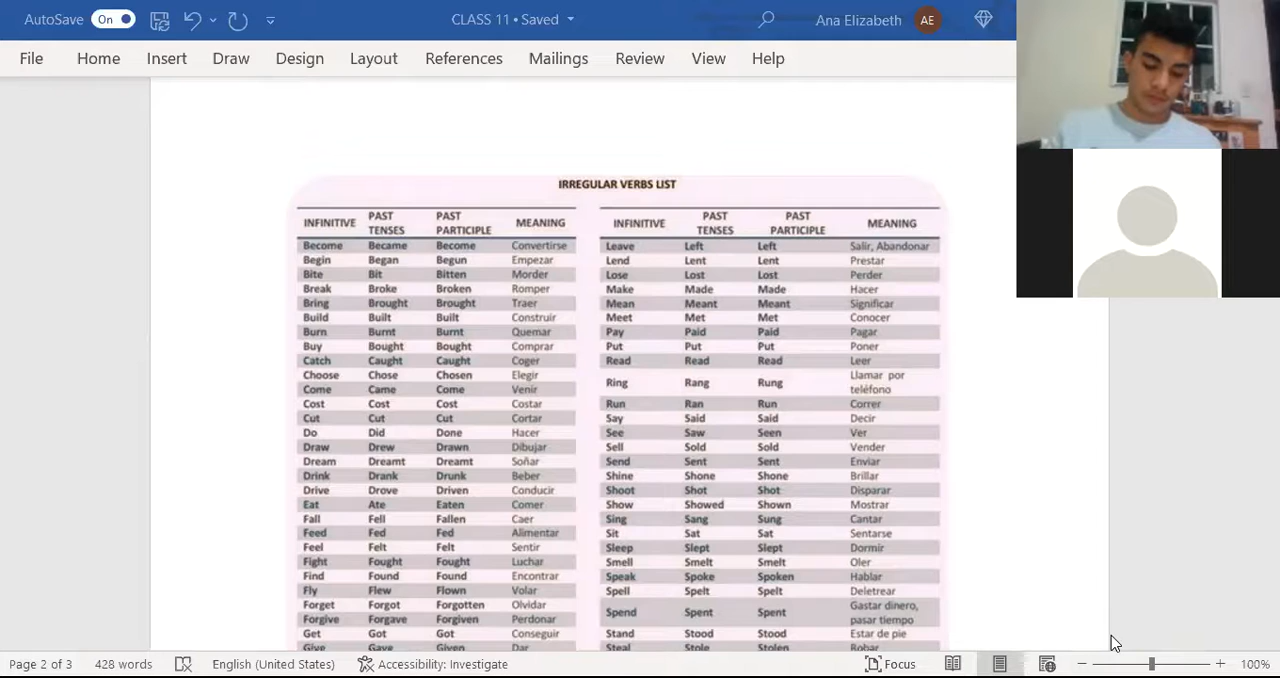 AutoSave On CLASS 11 • Saved Ana Elizabeth AE
File Home Insert Draw Design Layout References Mailings Review View Help
IRREGULAR VERBS LIST
INFINITIVE PAST TENSES PAST PARTICIPLE MEANING
Become Became Become Convertirse
Begin Began Begun Empezar
Bite Bit Bitten Morder
Break Broke Broken Romper
Bring Brought Brought Traer
Build Built Built Construir
Burn Burnt Burnt Quemar
Buy Bought Bought Comprar
Catch Caught Caught Coger
Choose Chose Chosen Elegir
Come Came Come Venir
Cost Cost Cost Costar
Cut Cut Cut Cortar
Do Did Done Hacer
Draw Drew Drawn Dibujar
Dream Dreamt Dreamt Soñar
Drink Drank Drunk Beber
Drive Drove Driven Conducir
Eat Ate Eaten Comer
Fall Fell Fallen Caer
Feed Fed Fed Alimentar
Feel Felt Felt Sentir
Fight Fought Fought Luchar
Find Found Found Encontrar
Fly Flew Flown Volar
Forget Forgot Forgotten Olvidar
Forgive Forgave Forgiven Perdonar
Get Got Got Conseguir
Give Gave Given Dar
INFINITIVE PAST TENSES PAST PARTICIPLE MEANING
Leave Left Left Salir, Abandonar
Lend Lent Lent Prestar
Lose Lost Lost Perder
Make Made Made Hacer
Mean Meant Meant Significar
Meet Met Met Conocer
Pay Paid Paid Pagar
Put Put Put Poner
Read Read Read Leer
Ring Rang Rung Llamar por teléfono
Run Ran Run Correr
Say Said Said Decir
See Saw Seen Ver
Sell Sold Sold Vender
Send Sent Sent Enviar
Shine Shone Shone Brillar
Shoot Shot Shot Disparar
Show Showed Shown Mostrar
Sing Sang Sung Cantar
Sit Sat Sat Sentarse
Sleep Slept Slept Dormir
Smell Smelt Smelt Oler
Speak Spoke Spoken Hablar
Spell Spelt Spelt Deletrear
Spend Spent Spent Gastar dinero, pasar tiempo
Stand Stood Stood Estar de pie
Steal Stole Stolen Robar
Page 2 of 3 428 words English (United States) Accessibility: Investigate Focus 100%